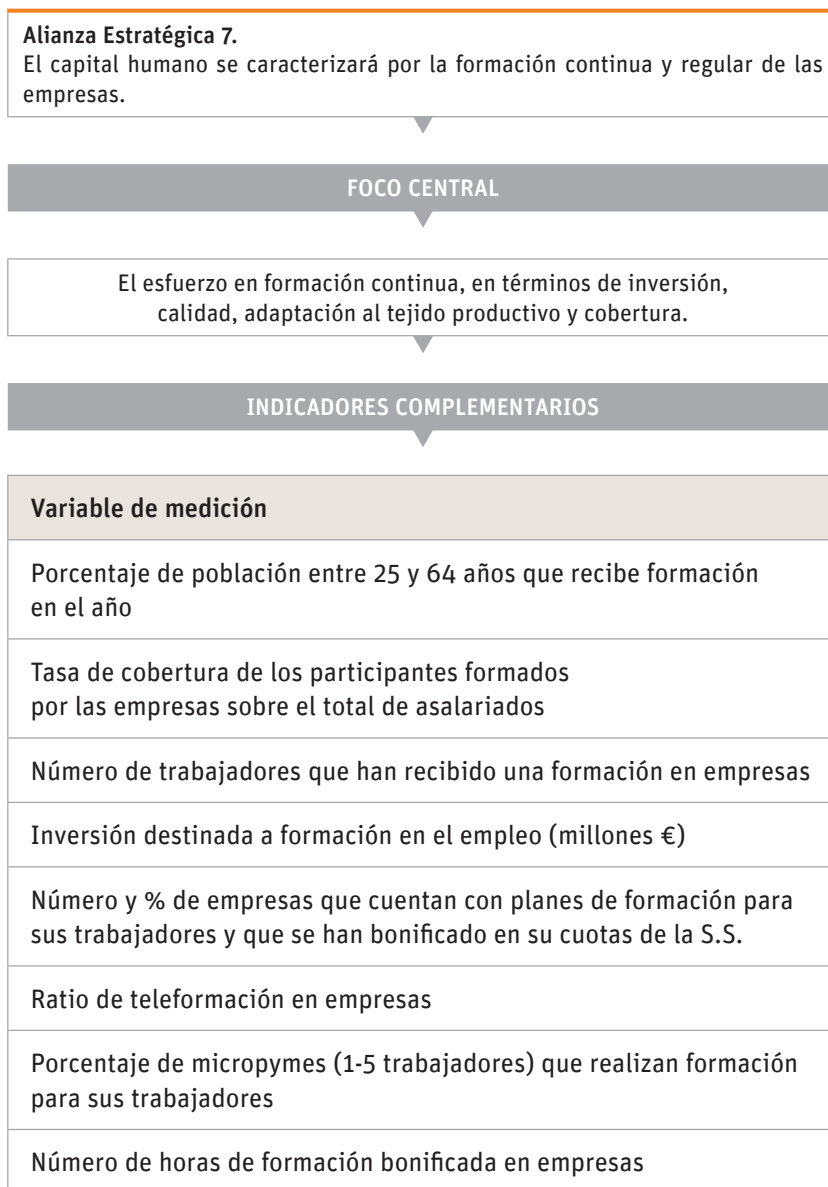 Alianza Estratégica 7.
El capital humano se caracterizará por la formación continua y regular de las
empresas.
FOCO CENTRAL
El esfuerzo en formación continua, en términos de inversión,
calidad, adaptación al tejido productivo y cobertura.
INDICADORES COMPLEMENTARIOS
Variable de medición
Porcentaje de población entre 25 y 64 años que recibe formación
en el año
Tasa de cobertura de los participantes formados
por las empresas sobre el total de asalariados
Número de trabajadores que han recibido una formación en empresas
Inversión destinada a formación en el empleo (millones €)
Número y % de empresas que cuentan con planes de formación para
sus trabajadores y que se han bonificado en su cuotas de la S.S.
Ratio de teleformación en empresas
Porcentaje de micropymes (1-5 trabajadores) que realizan formación
para sus trabajadores
Número de horas de formación bonificada en empresas